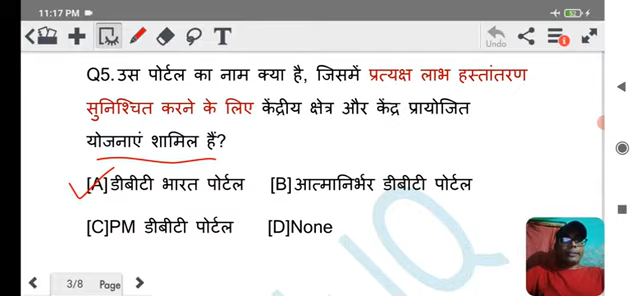 11:17 PM
52
T
Undo
Q5. उस पोर्टल का नाम क्या है, जिसमें प्रत्यक्ष लाभ हस्तांतरण
सुनिश्चित करने के लिए केंद्रीय क्षेत्र और केंद्र प्रायोजित
योजनाएं शामिल हैं?
[A]डीबीटी भारत पोर्टल [B]आत्मानिर्भर डीबीटी पोर्टल
[C]PM डीबीटी पोर्टल [D]None
3/8 Page